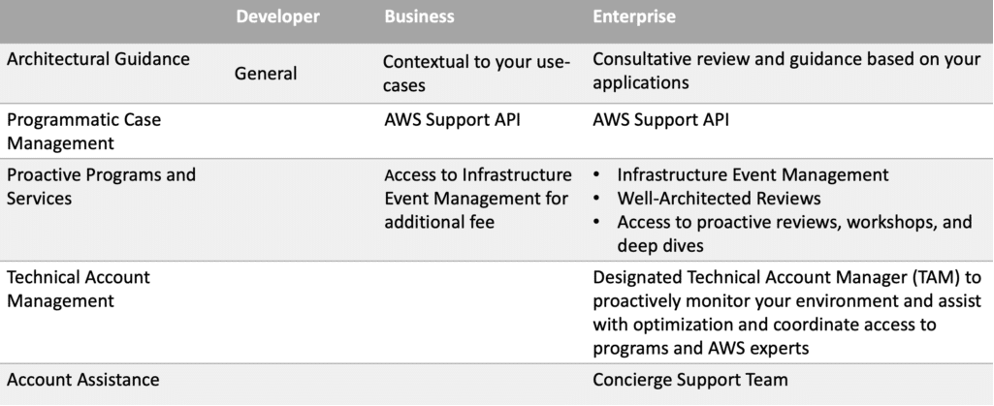 Developer Business Enterprise
Architectural Guidance General Contextual to your use- Consultative review and guidance based on your
cases applications
Programmatic Case AWS Support API AWS Support API
Management
Proactive Programs and Access to Infrastructure • Infrastructure Event Management
Services Event Management for • Well-Architected Reviews
additional fee • Access to proactive reviews, workshops, and
deep dives
Technical Account Designated Technical Account Manager (TAM) to
Management proactively monitor your environment and assist
with optimization and coordinate access to
programs and AWS experts
Account Assistance Concierge Support Team